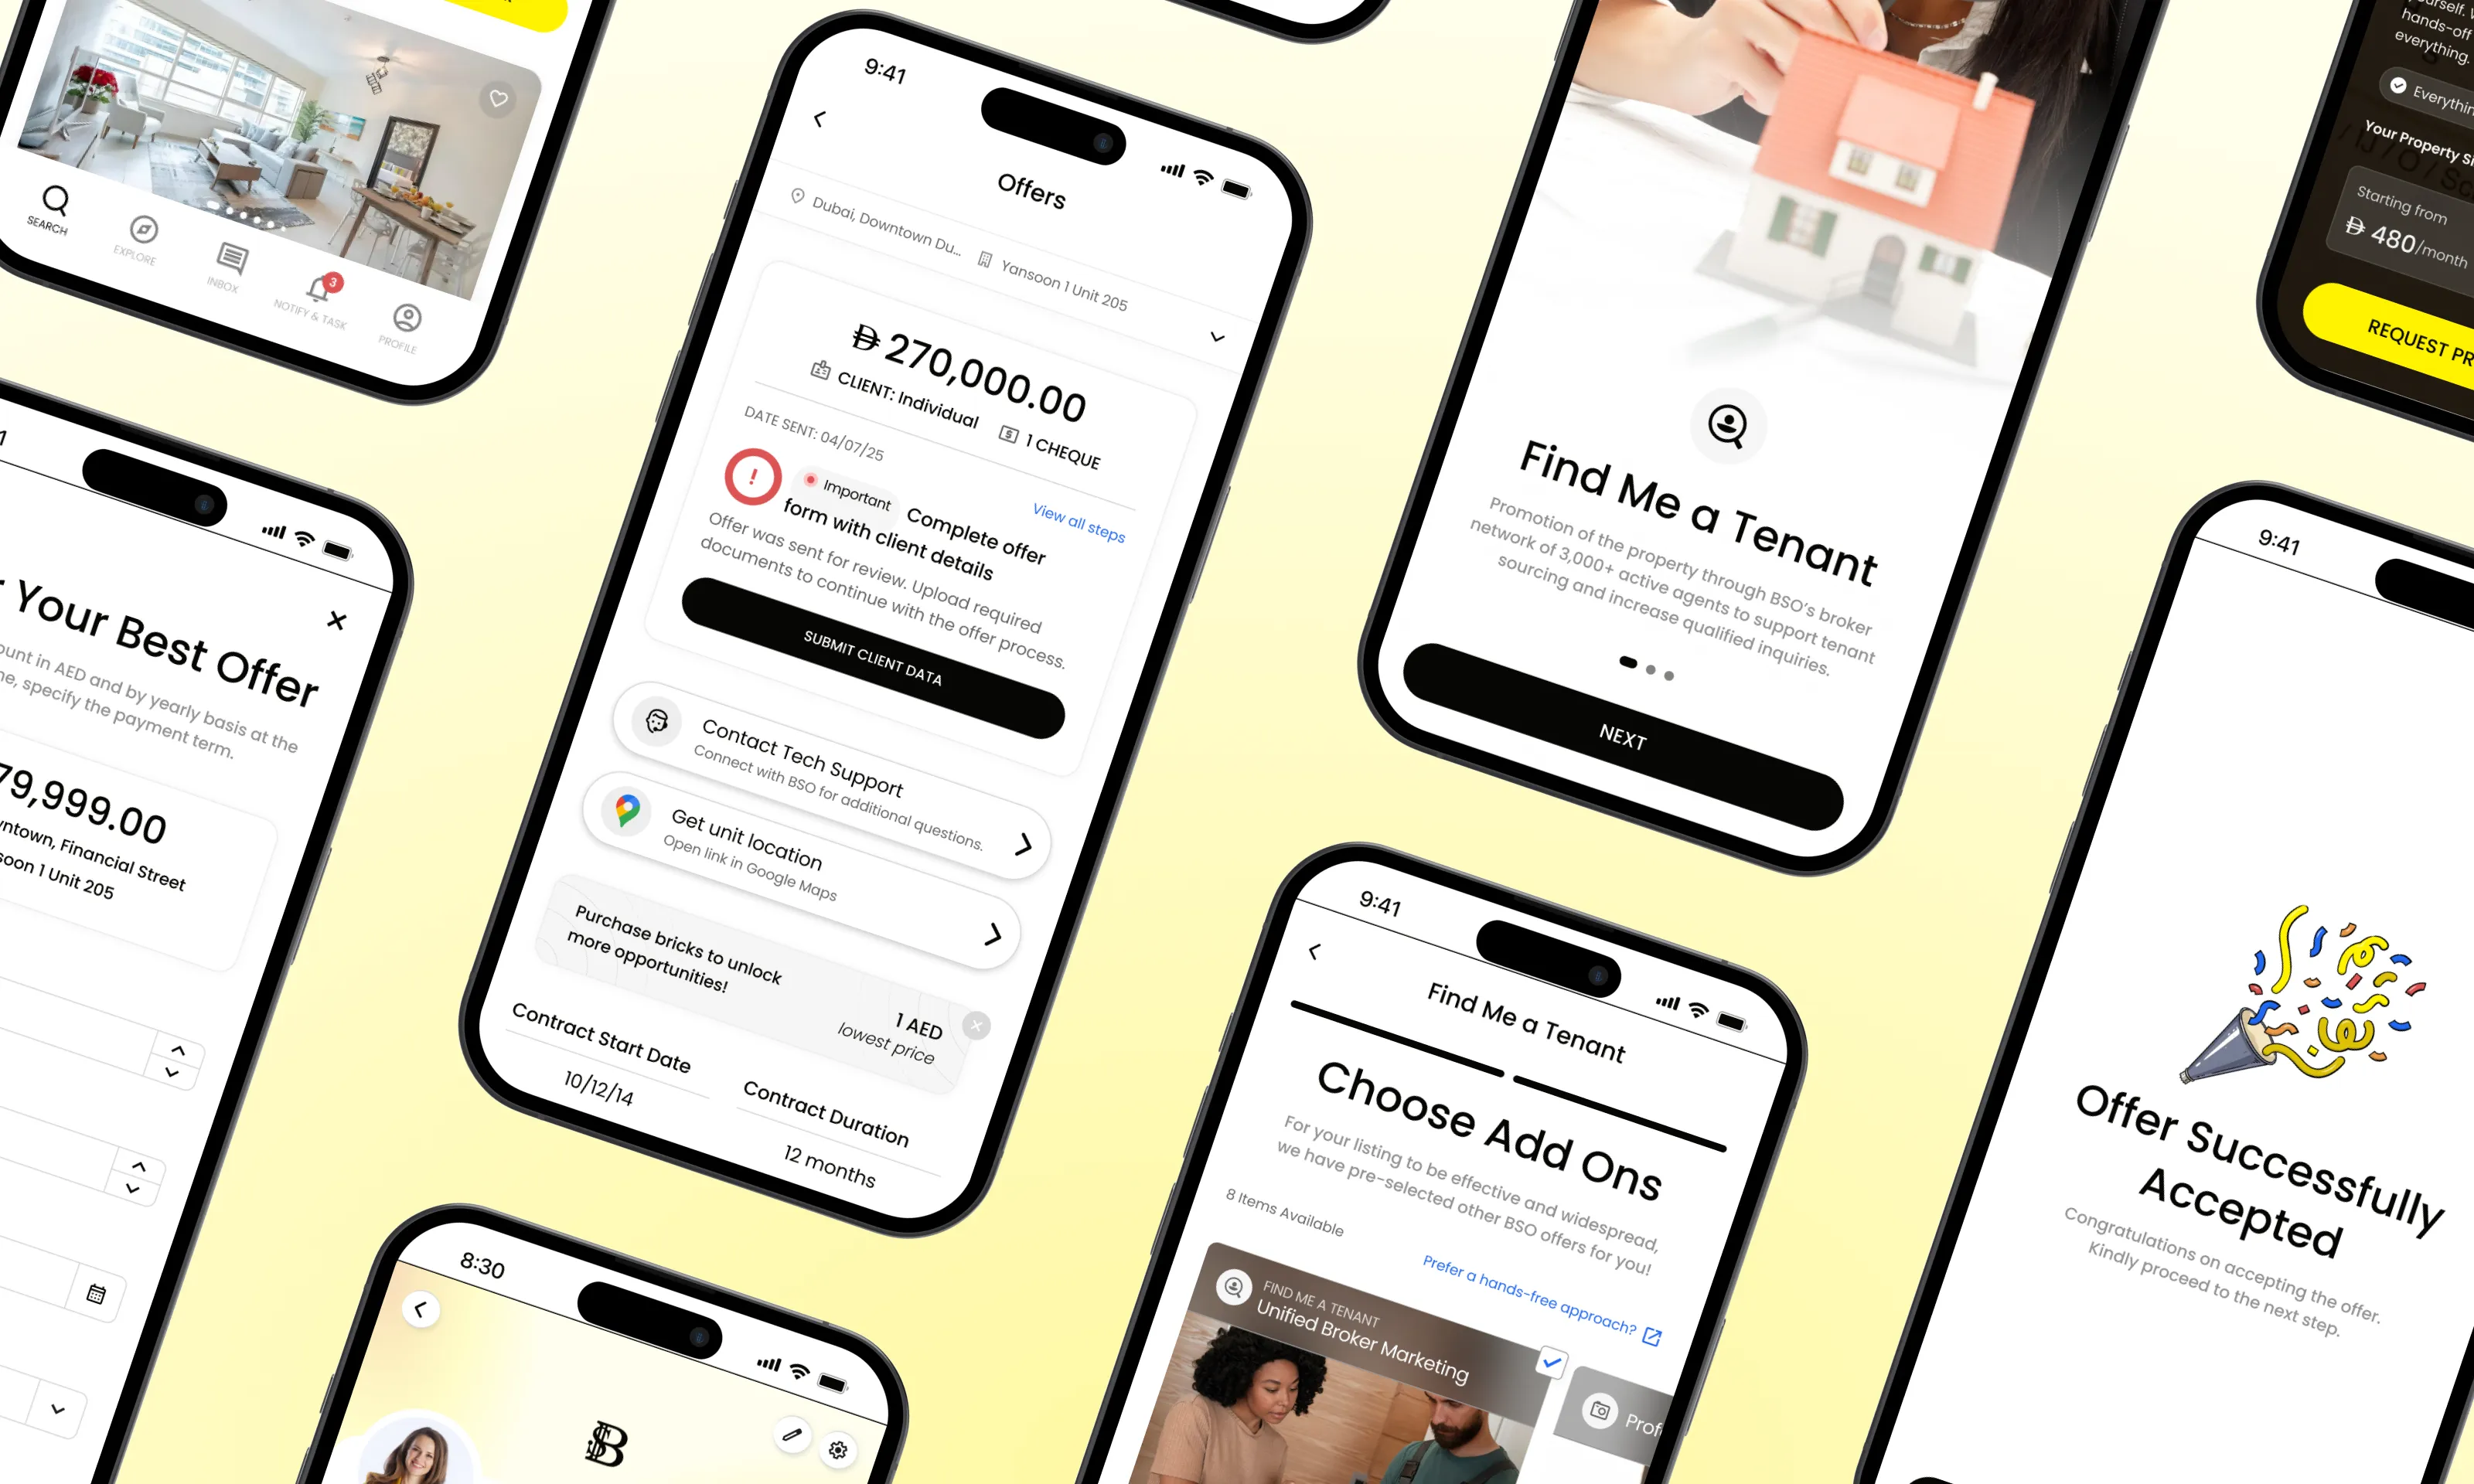 SEARCH
EXPLORE
INBOX
3
NOTIFY & TASK
PROFILE
Your Best Offer
ount in AED and by yearly basis at the
ne, specify the payment term.
79,999.00
ntown, Financial Street
soon 1 Unit 205
9:41
Offers
Dubai, Downtown Du...
Yansoon 1 Unit 205
270,000.00
CLIENT: Individual
1 CHEQUE
DATE SENT: 04/07/25
View all steps
Important
Complete offer
form with client details
Offer was sent for review. Upload required
documents to continue with the offer process.
SUBMIT CLIENT DATA
Contact Tech Support
Connect with BSO for additional questions.
Get unit location
Open link in Google Maps
Purchase bricks to unlock
more opportunities!
1 AED
lowest price
Contract Start Date
10/12/14
Contract Duration
12 months
8:30
Find Me a Tenant
Promotion of the property through BSO's broker
network of 3,000+ active agents to support tenant
sourcing and increase qualified inquiries.
NEXT
9:41
Find Me a Tenant
Choose Add Ons
For your listing to be effective and widespread,
we have pre-selected other BSO offers for you!
8 Items Available
Prefer a hands-free approach?
FIND ME A TENANT
Unified Broker Marketing
Prof
hands-off
everything.
Everythin
Your Property Si
Starting from
480/month
REQUEST PR
9:41
Offer Successfully
Accepted
Congratulations on accepting the offer.
Kindly proceed to the next step.